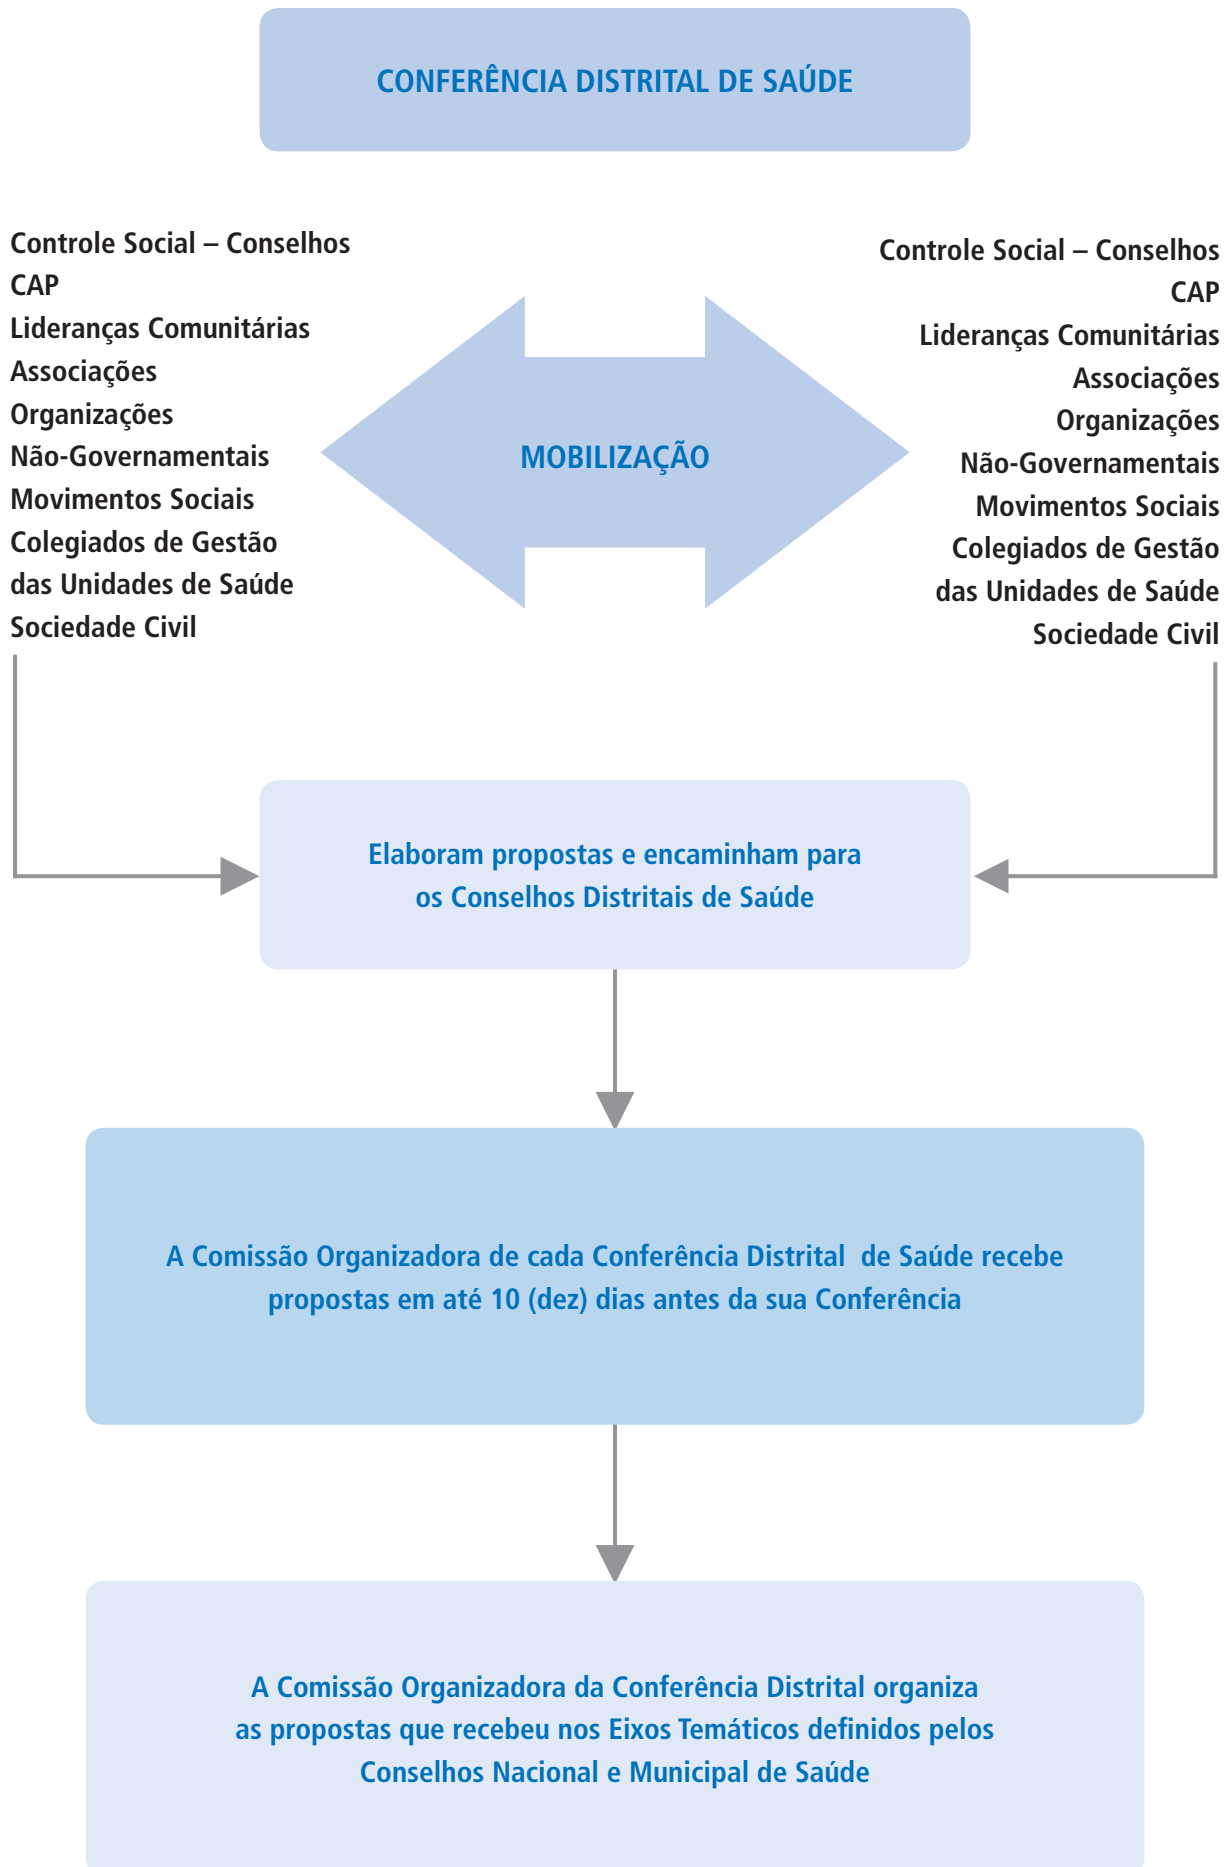 CONFERÊNCIA DISTRITAL DE SAÚDE
Controle Social – Conselhos
CAP
Lideranças Comunitárias
Associações
Organizações
Não-Governamentais
Movimentos Sociais
Colegiados de Gestão
das Unidades de Saúde
Sociedade Civil
MOBILIZAÇÃO
Controle Social – Conselhos
CAP
Lideranças Comunitárias
Associações
Organizações
Não-Governamentais
Movimentos Sociais
Colegiados de Gestão
das Unidades de Saúde
Sociedade Civil
Elaboram propostas e encaminham para
os Conselhos Distritais de Saúde
A Comissão Organizadora de cada Conferência Distrital de Saúde recebe
propostas em até 10 (dez) dias antes da sua Conferência
A Comissão Organizadora da Conferência Distrital organiza
as propostas que recebeu nos Eixos Temáticos definidos pelos
Conselhos Nacional e Municipal de Saúde